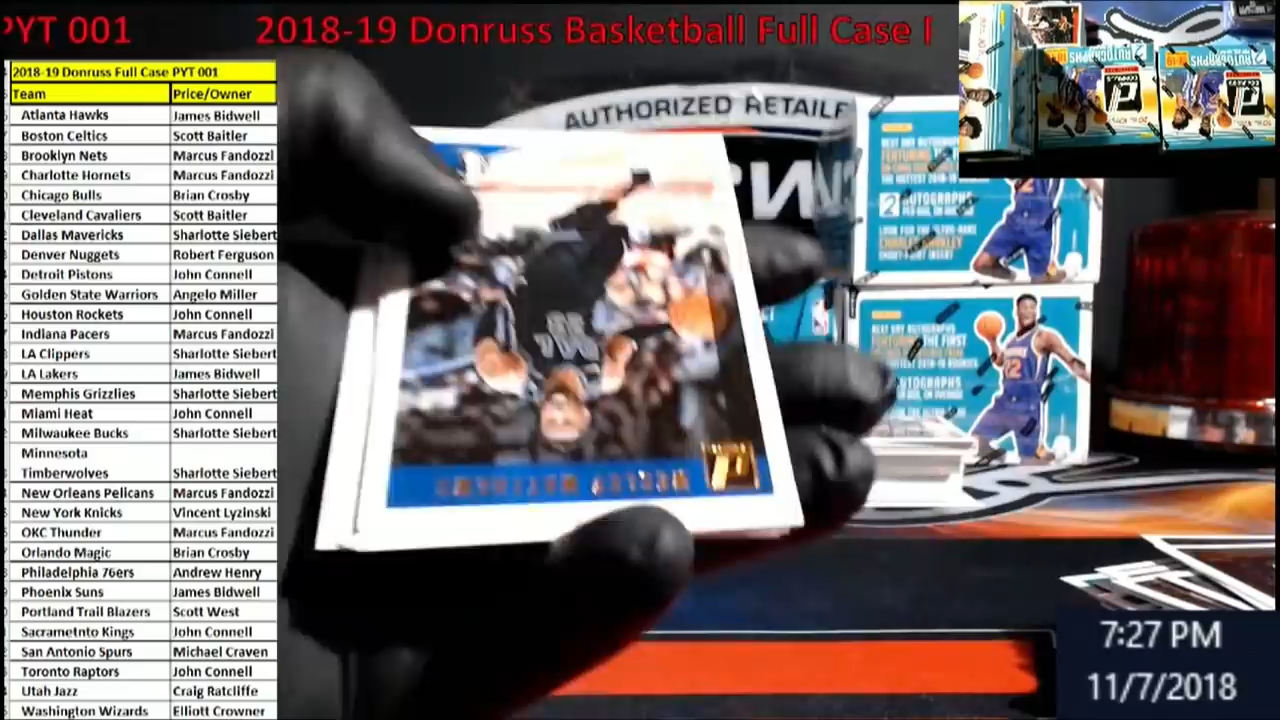 PYT 001
2018-19 Donruss Basketball Full Case
2018-19 Donruss Full Case PYT 001
Team Price/Owner
Atlanta Hawks James Bidwell
Boston Celtics Scott Baitler
Brooklyn Nets Marcus Fandozzi
Charlotte Hornets Marcus Fandozzi
Chicago Bulls Brian Crosby
Cleveland Cavaliers Scott Baitler
Dallas Mavericks Sharlotte Siebert
Denver Nuggets Robert Ferguson
Detroit Pistons John Connell
Golden State Warriors Angelo Miller
Houston Rockets John Connell
Indiana Pacers Marcus Fandozzi
LA Clippers Sharlotte Siebert
LA Lakers James Bidwell
Memphis Grizzlies Sharlotte Siebert
Miami Heat John Connell
Milwaukee Bucks Sharlotte Siebert
Minnesota
Timberwolves Sharlotte Siebert
New Orleans Pelicans Marcus Fandozzi
New York Knicks Vincent Lyzinski
OKC Thunder Marcus Fandozzi
Orlando Magic Brian Crosby
Philadelphia 76ers Andrew Henry
Phoenix Suns James Bidwell
Portland Trail Blazers Scott West
Sacrametnto Kings John Connell
San Antonio Spurs Michael Craven
Toronto Raptors John Connell
Utah Jazz Craig Ratcliffe
Washington Wizards Elliott Crowner
AUTHORIZED RETAILE
2 AUTOGRAPHS
THE FIRST
7:27 PM
11/7/2018